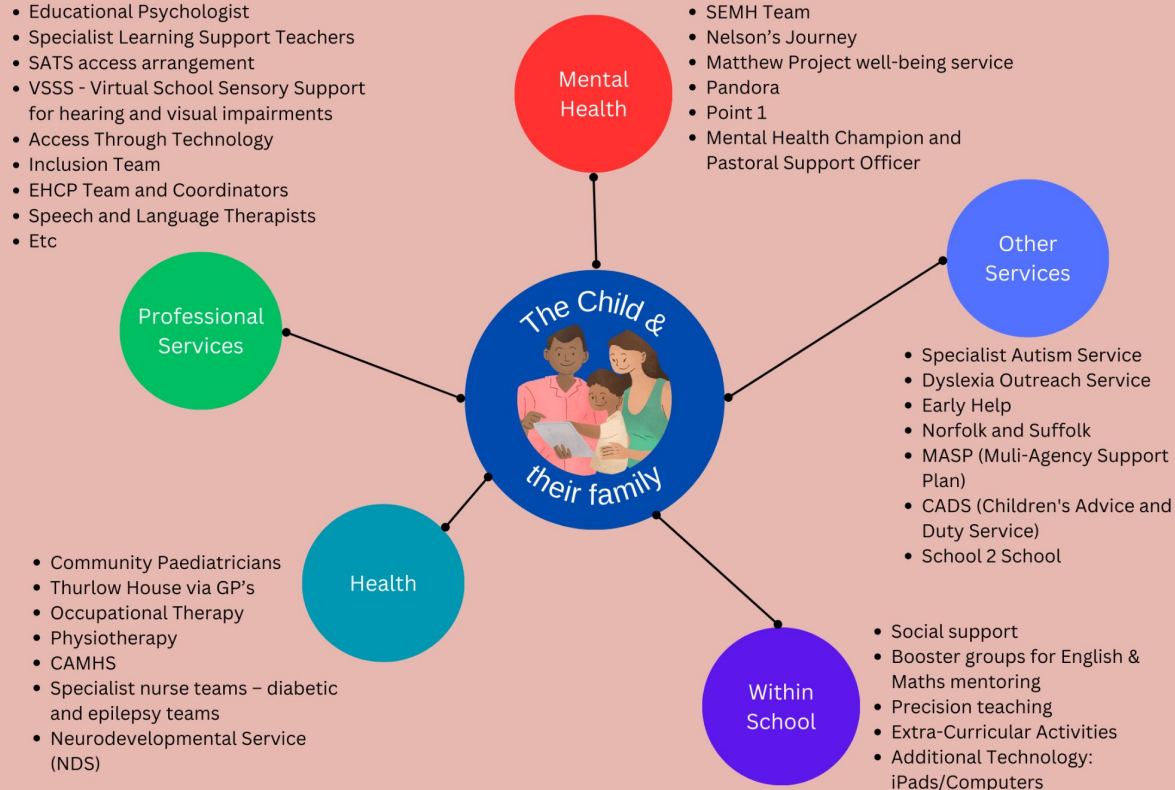 • Educational Psychologist
• Specialist Learning Support Teachers
• SATS access arrangement
• VSSS - Virtual School Sensory Support
for hearing and visual impairments
• Access Through Technology
• Inclusion Team
• EHCP Team and Coordinators
• Speech and Language Therapists
• Etc
Professional
Services
Mental
Health
• SEMH Team
• Nelson’s Journey
• Matthew Project well-being service
• Pandora
• Point 1
• Mental Health Champion and
Pastoral Support Officer
Other
Services
• Specialist Autism Service
• Dyslexia Outreach Service
• Early Help
• Norfolk and Suffolk
• MASP (Muli-Agency Support
Plan)
• CADS (Children's Advice and
Duty Service)
• School 2 School
The Child &
their family
Health
• Community Paediatricians
• Thurlow House via GP’s
• Occupational Therapy
• Physiotherapy
• CAMHS
• Specialist nurse teams – diabetic
and epilepsy teams
• Neurodevelopmental Service
(NDS)
Within
School
• Social support
• Booster groups for English &
Maths mentoring
• Precision teaching
• Extra-Curricular Activities
• Additional Technology:
iPads/Computers